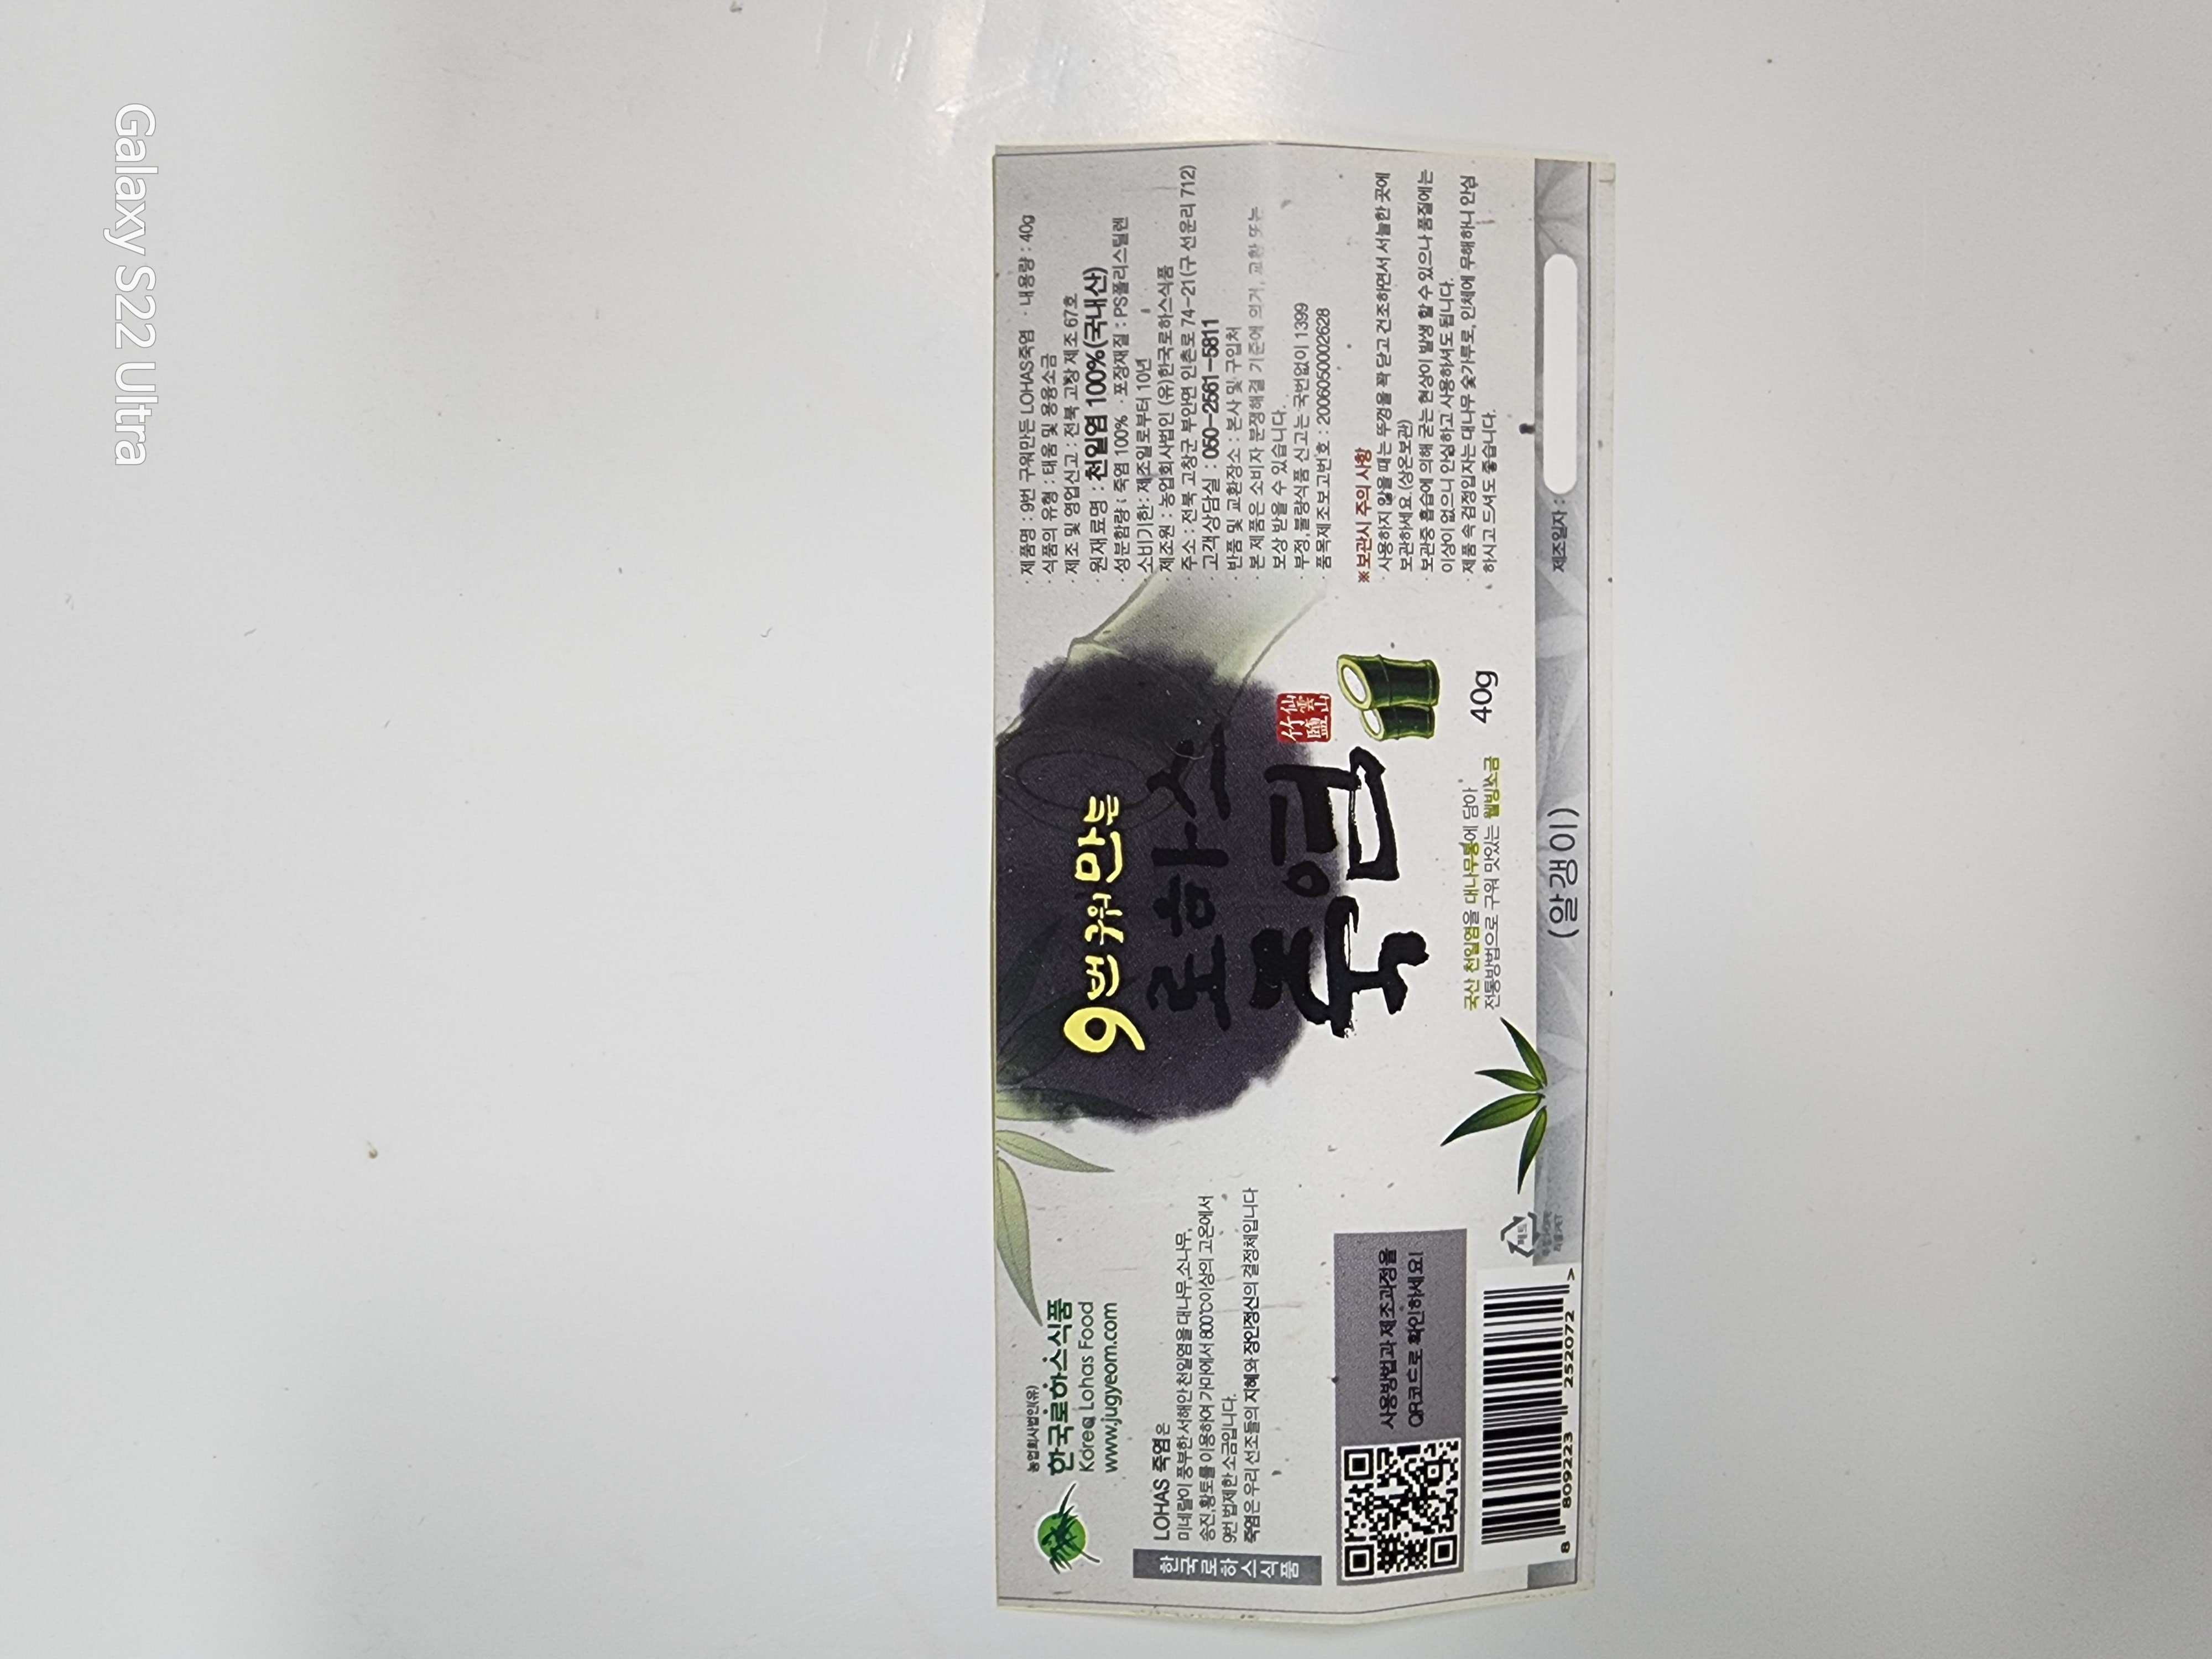 농업회사법인(유)
한국로하스식품
Korea Lohas Food
www.jugyeom.com
한국로하스식품
LOHAS 죽염은
미네랄이 풍부한 서해안 천일염을 대나무,소나무,
송진,황토를 이용하여 가마에서 800℃이상의 고온에서
9번 법제한 소금입니다.
죽염은 우리 선조들의 지혜와 장인정신의 결정체입니다
사용방법과 제조과정을
QR코드로 확인하세요!
8 809223 252072 >
페트
9번 구워 만든
로하스
죽염
仙雲山
竹鹽
국산 천일염을 대나무통에 담아
전통방법으로 구워 맛있는 웰빙소금
40g
(알갱이)
· 제품명 : 9번 구워만든 LOHAS죽염 · 내용량 : 40g
· 식품의 유형 : 태움 및 용융소금
· 제조 및 영업신고 : 전북 고창 제조 67호
· 원재료명 : 천일염 100%(국내산)
· 성분함량 : 죽염 100% · 포장재질 : PS폴리스틸렌
소비기한 : 제조일로부터 10년
제조원 : 농업회사법인 (유)한국로하스식품
주소 : 전북 고창군 부안면 인촌로 74-21(구 선운리 712)
· 고객상담실 : 060-2561-5811
· 반품 및 교환장소 : 본사 및 구입처
· 본 제품은 소비자 분쟁해결 기준에 의거, 교환 또는
보상 받을 수 있습니다.
· 부정,불량식품 신고는 국번없이 1399
· 품목제조보고번호 : 2006050002628
※보관시 주의 사항
· 사용하지 않을 때는 뚜껑을 꽉 닫고 건조하면서 서늘한 곳에
보관하세요.(상온보관)
· 보관중 흡습에 의해 굳는 현상이 발생 할 수 있으나 품질에는
이상이 없으니 안심하고 사용하셔도 됩니다.
· 제품 속 검정입자는 대나무 숯가루로, 인체에 무해하니 안심
하시고 드셔도 좋습니다.
제조일자 :
Galaxy S22 Ultra